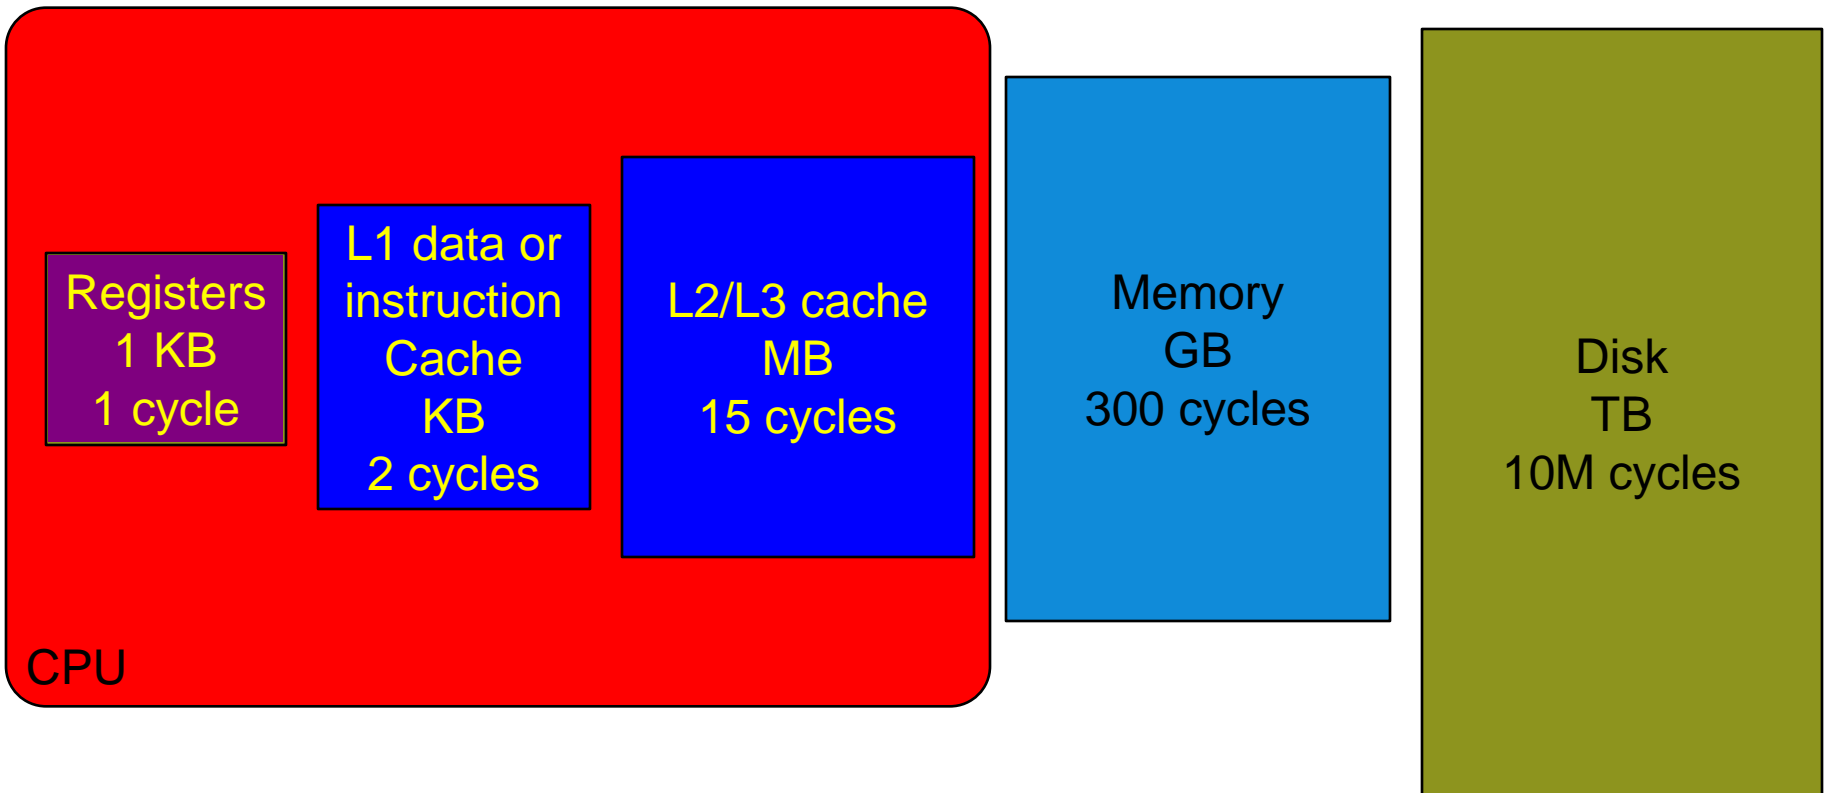 Registers
1 KB
1 cycle
L1 data or
instruction
Cache
KB
2 cycles
L2/L3 cache
MB
15 cycles
Memory
GB
300 cycles
Disk
TB
10M cycles
CPU